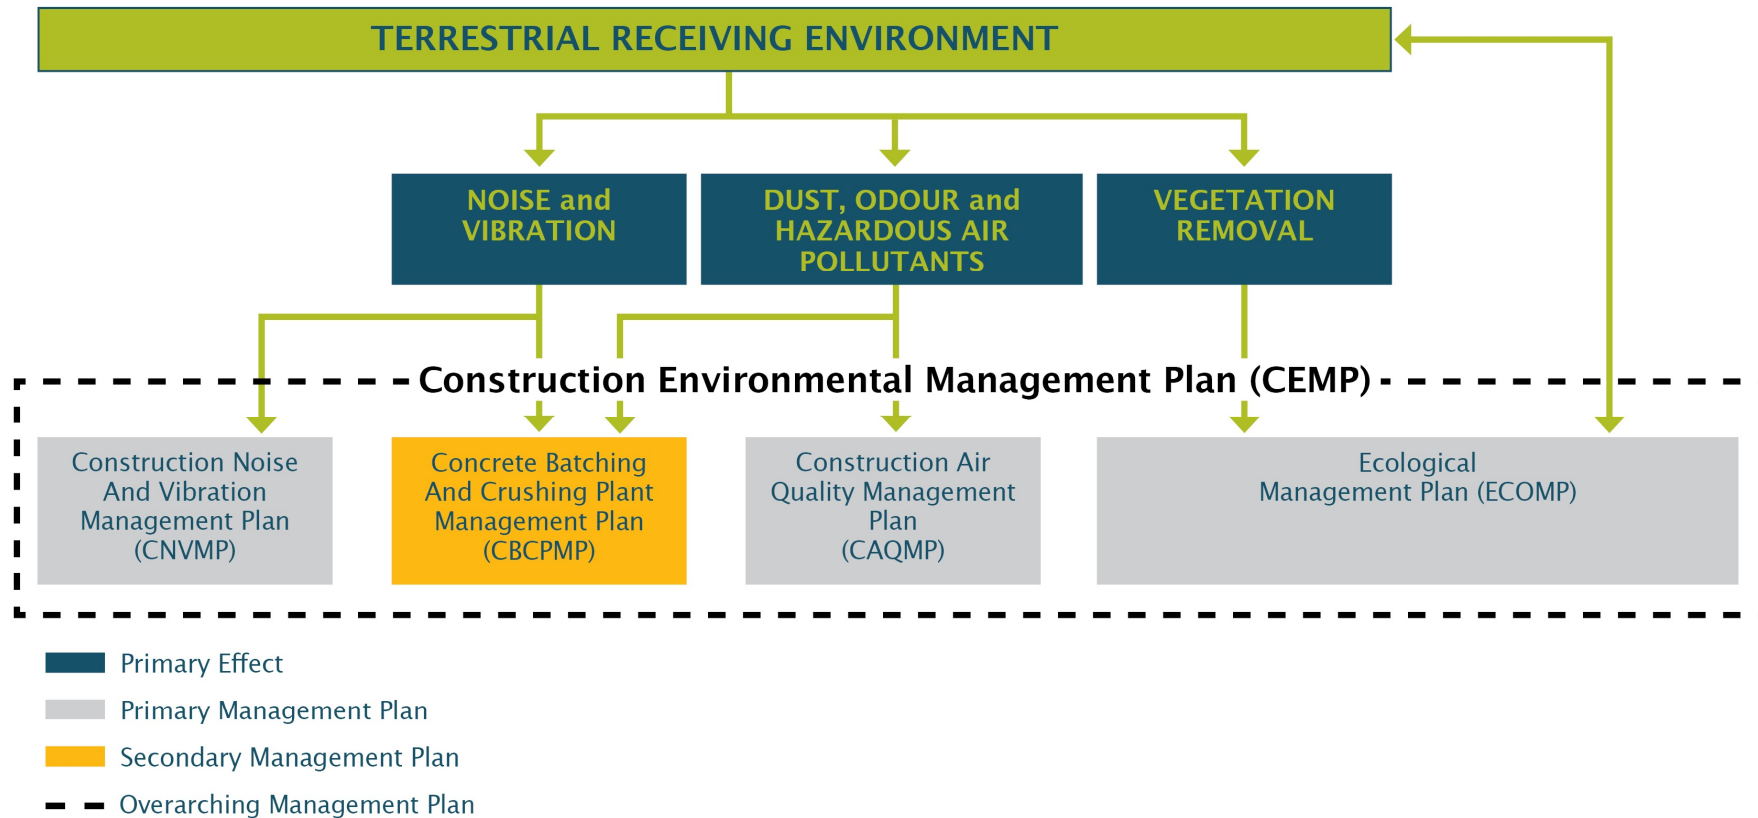 TERRESTRIAL RECEIVING ENVIRONMENT
NOISE and
VIBRATION
DUST, ODOUR and
HAZARDOUS AIR
POLLUTANTS
VEGETATION
REMOVAL
Construction Environmental Management Plan (CEMP)
Construction Noise
And Vibration
Management Plan
(CNVMP)
Concrete Batching
And Crushing Plant
Management Plan
(CBCPMP)
Construction Air
Quality Management
Plan
(CAQMP)
Ecological
Management Plan (ECOMP)
Primary Effect
Primary Management Plan
Secondary Management Plan
Overarching Management Plan